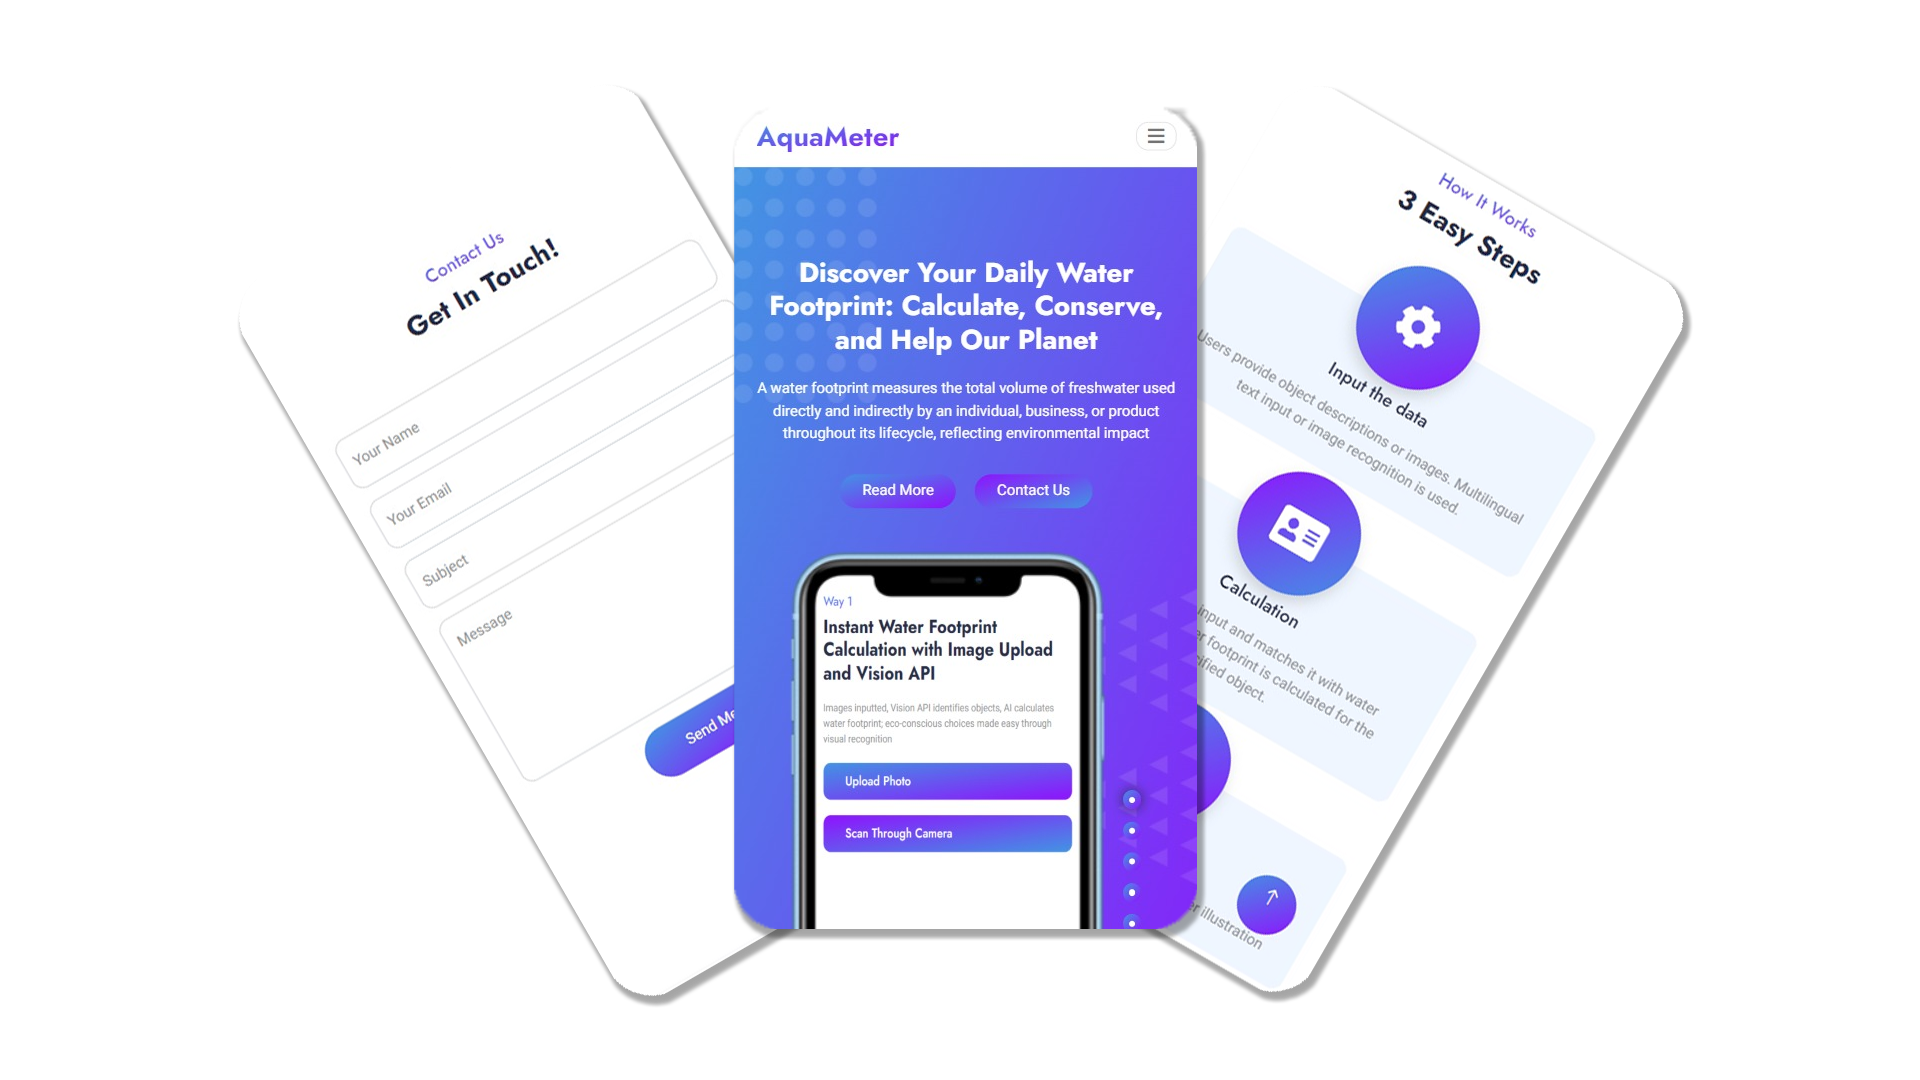 Contact Us
Get In Touch!
Your Name
Your Email
Subject
Message
Send
AquaMeter
Discover Your Daily Water
Footprint: Calculate, Conserve,
and Help Our Planet
A water footprint measures the total volume of freshwater used
directly and indirectly by an individual, business, or product
throughout its lifecycle, reflecting environmental impact
Read More
Contact Us
Way 1
Instant Water Footprint
Calculation with Image Upload
and Vision API
Images inputted, Vision API identifies objects, AI calculates
water footprint; eco-conscious choices made easy through
visual recognition
Upload Photo
Scan Through Camera
How It Works
3 Easy Steps
Input the data
Users provide object descriptions or images. Multilingual
text input or image recognition is used.
Calculation
input and matches it with water
footprint is calculated for the
object.
illustration